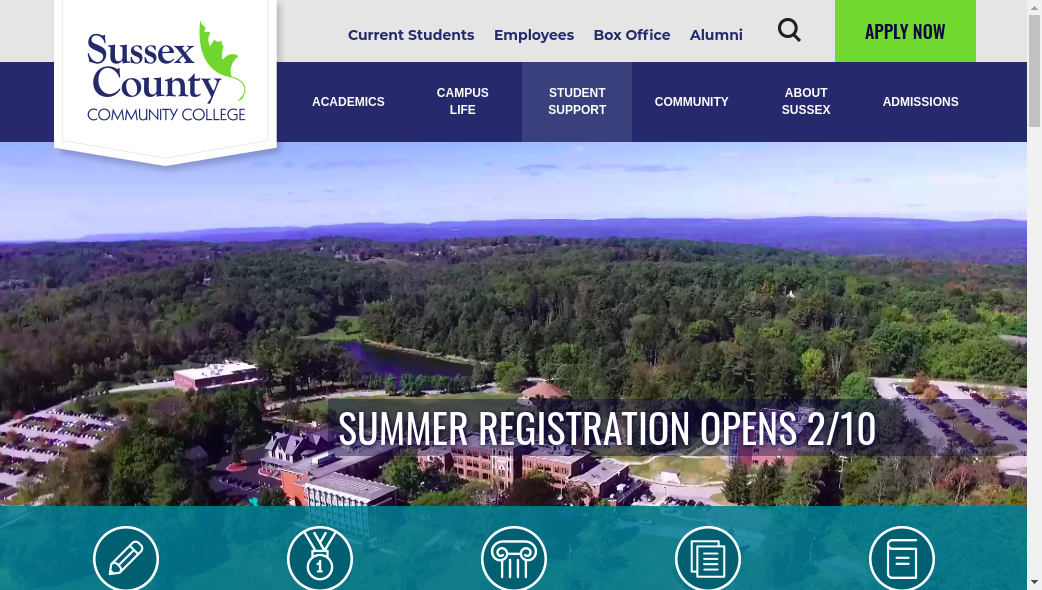 Current Students Employees Box Office Alumni
APPLY NOW
Sussex
County
COMMUNITY COLLEGE
ACADEMICS
CAMPUS
LIFE
STUDENT
SUPPORT
COMMUNITY
ABOUT
SUSSEX
ADMISSIONS
SUMMER REGISTRATION OPENS 2/10
1